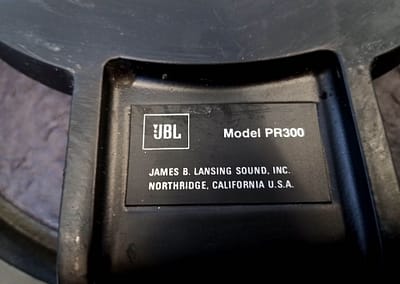 JBL
Model PR300
JAMES B. LANSING SOUND, INC.
NORTHRIDGE, CALIFORNIA U.S.A.